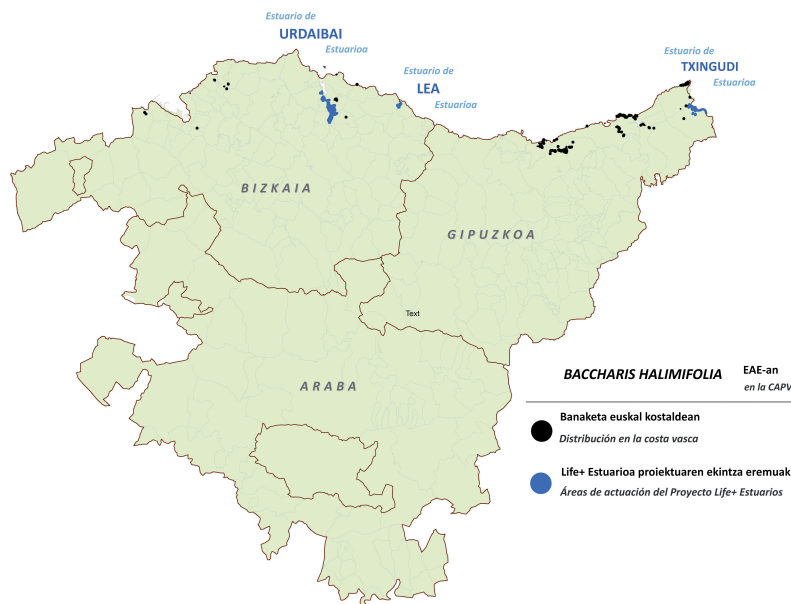 Estuario de
URDAIBAI
Estuarioa
Estuario de
LEA
Estuarioa
Estuario de
TXINGUDI
Estuarioa
BIZKAIA
GIPUZKOA
Text
ARABA
BACCHARIS HALIMIFOLIA EAE-an
en la CAPV
Banaketa euskal kostaldean
Distribución en la costa vasca
Life+ Estuarioa proiektuaren ekintza eremuak
Áreas de actuación del Proyecto Life+ Estuarios